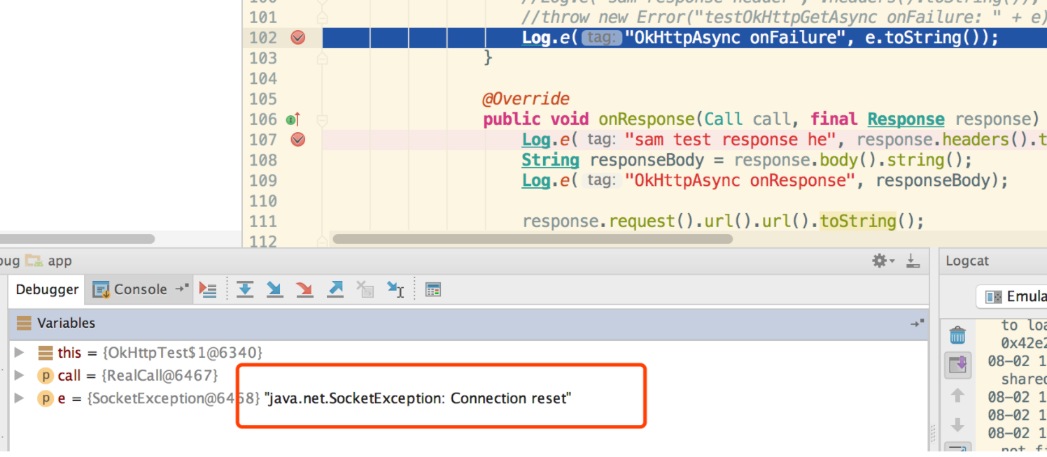 101 //throw new Error("testOkHttpGetAsync onFailure: " + e)
102 Log.e( tag: "OkHttpAsync onFailure", e.toString());
103 }
104
105 @Override
106 public void onResponse(Call call, final Response response)
107 Log.e( tag: "sam test response he", response.headers().t
108 String responseBody = response.body().string();
109 Log.e( tag: "OkHttpAsync onResponse", responseBody);
110
111 response.request().url().url().toString();
112
bug app
Logcat
Debugger Console
Emula
Variables
to loa
this = {OkHttpTest$1@6340}
0x42e2
08-02 1
call = {RealCall@6467}
shared
e = {SocketException@6468} "java.net.SocketException: Connection reset"
08-02 1
08-02 1
08-02 1